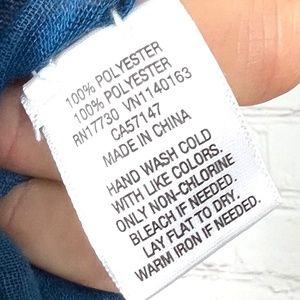 100% POLYESTER
100% POLYESTER
RN17730 VN1140163
CA57147
MADE IN CHINA
HAND WASH COLD
WITH LIKE COLORS.
ONLY NON-CHLORINE
BLEACH IF NEEDED.
LAY FLAT TO DRY.
WARM IRON IF NEEDED.